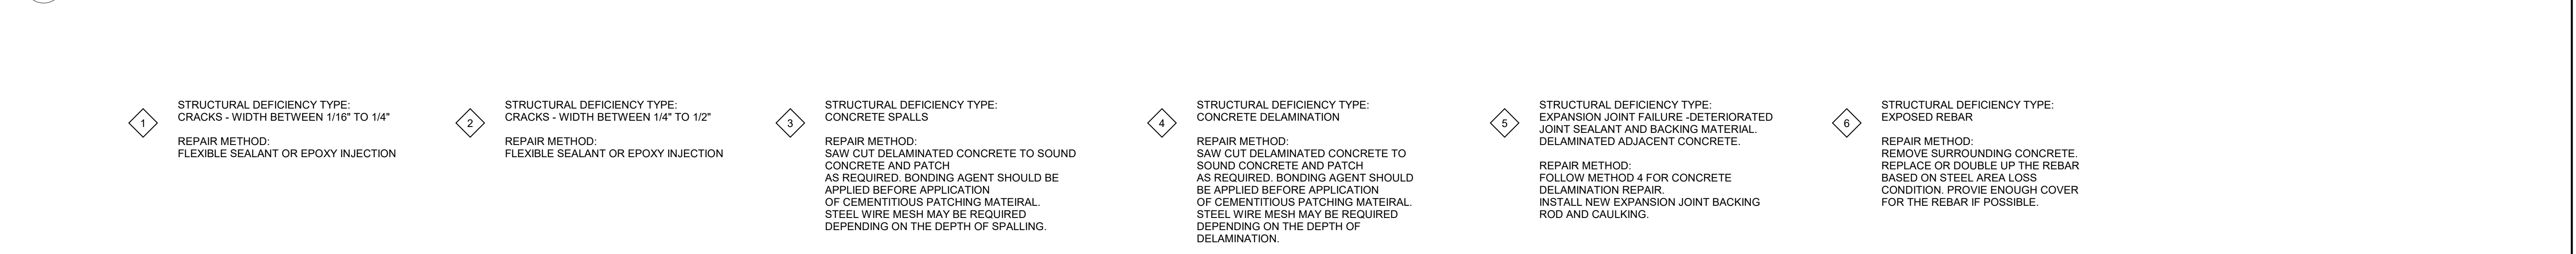 1
STRUCTURAL DEFICIENCY TYPE:
CRACKS - WIDTH BETWEEN 1/16" TO 1/4"
REPAIR METHOD:
FLEXIBLE SEALANT OR EPOXY INJECTION
2
STRUCTURAL DEFICIENCY TYPE:
CRACKS - WIDTH BETWEEN 1/4" TO 1/2"
REPAIR METHOD:
FLEXIBLE SEALANT OR EPOXY INJECTION
3
STRUCTURAL DEFICIENCY TYPE:
CONCRETE SPALLS
REPAIR METHOD:
SAW CUT DELAMINATED CONCRETE TO SOUND
CONCRETE AND PATCH
AS REQUIRED. BONDING AGENT SHOULD BE
APPLIED BEFORE APPLICATION
OF CEMENTITIOUS PATCHING MATEIRAL.
STEEL WIRE MESH MAY BE REQUIRED
DEPENDING ON THE DEPTH OF SPALLING.
4
STRUCTURAL DEFICIENCY TYPE:
CONCRETE DELAMINATION
REPAIR METHOD:
SAW CUT DELAMINATED CONCRETE TO
SOUND CONCRETE AND PATCH
AS REQUIRED. BONDING AGENT SHOULD
BE APPLIED BEFORE APPLICATION
OF CEMENTITIOUS PATCHING MATEIRAL.
STEEL WIRE MESH MAY BE REQUIRED
DEPENDING ON THE DEPTH OF
DELAMINATION.
5
STRUCTURAL DEFICIENCY TYPE:
EXPANSION JOINT FAILURE -DETERIORATED
JOINT SEALANT AND BACKING MATERIAL.
DELAMINATED ADJACENT CONCRETE.
REPAIR METHOD:
FOLLOW METHOD 4 FOR CONCRETE
DELAMINATION REPAIR.
INSTALL NEW EXPANSION JOINT BACKING
ROD AND CAULKING.
6
STRUCTURAL DEFICIENCY TYPE:
EXPOSED REBAR
REPAIR METHOD:
REMOVE SURROUNDING CONCRETE.
REPLACE OR DOUBLE UP THE REBAR
BASED ON STEEL AREA LOSS
CONDITION. PROVIE ENOUGH COVER
FOR THE REBAR IF POSSIBLE.